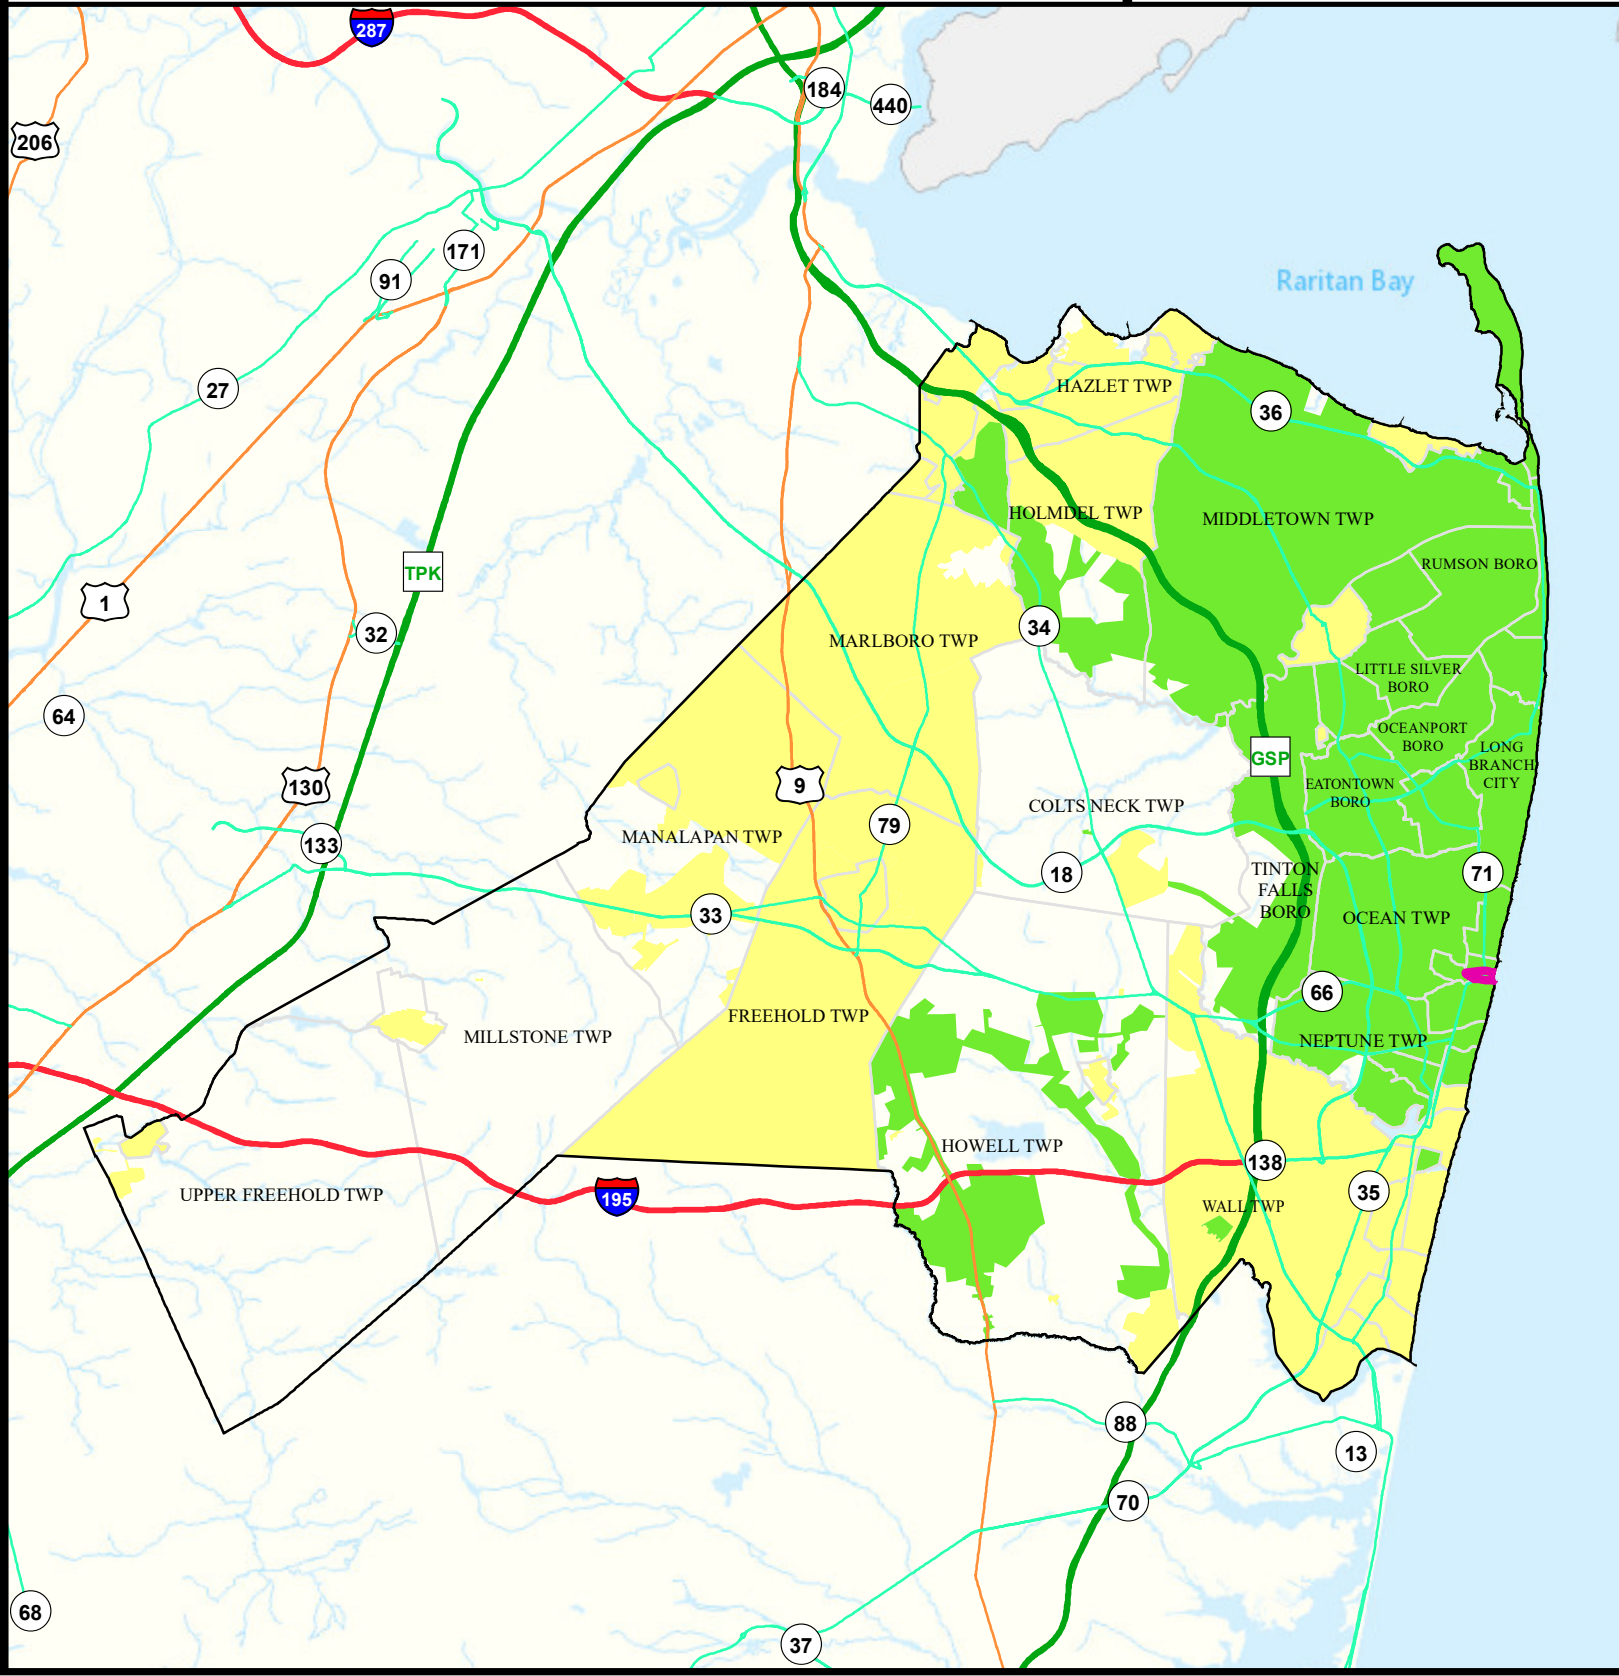 287
184
440
206
171
91
Raritan Bay
27
HAZLET TWP
36
HOLMDEL TWP
MIDDLETOWN TWP
RUMSON BORO
TPK
1
32
34
MARLBORO TWP
LITTLE SILVER
BORO
64
OCEANPORT
BORO
LONG
BRANCH
CITY
GSP
130
9
EATONTOWN
BORO
COLTS NECK TWP
79
MANALAPAN TWP
133
18
TINTON
FALLS
BORO
71
33
OCEAN TWP
66
FREEHOLD TWP
MILLSTONE TWP
NEPTUNE TWP
HOWELL TWP
138
UPPER FREEHOLD TWP
195
35
WALL TWP
88
13
70
68
37